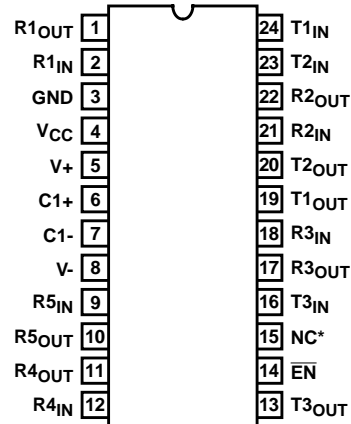 R1OUT 1 24 T1IN
R1IN 2 23 T2IN
GND 3 22 R2OUT
VCC 4 21 R2IN
V+ 5 20 T2OUT
C1+ 6 19 T1OUT
C1- 7 18 R3IN
V- 8 17 R3OUT
R5IN 9 16 T3IN
R5OUT 10 15 NC*
R4OUT 11 14 E̅N̅
R4IN 12 13 T3OUT